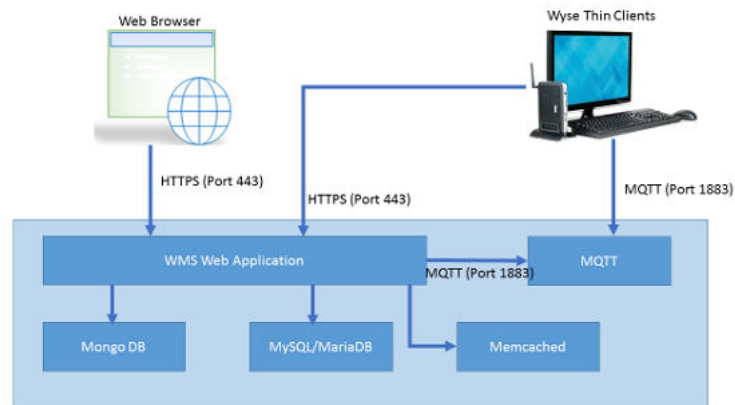 Web Browser
Wyse Thin Clients
HTTPS (Port 443)
HTTPS (Port 443)
MQTT (Port 1883)
WMS Web Application
MQTT (Port 1883)
MQTT
Mongo DB
MySQL/MariaDB
Memcached